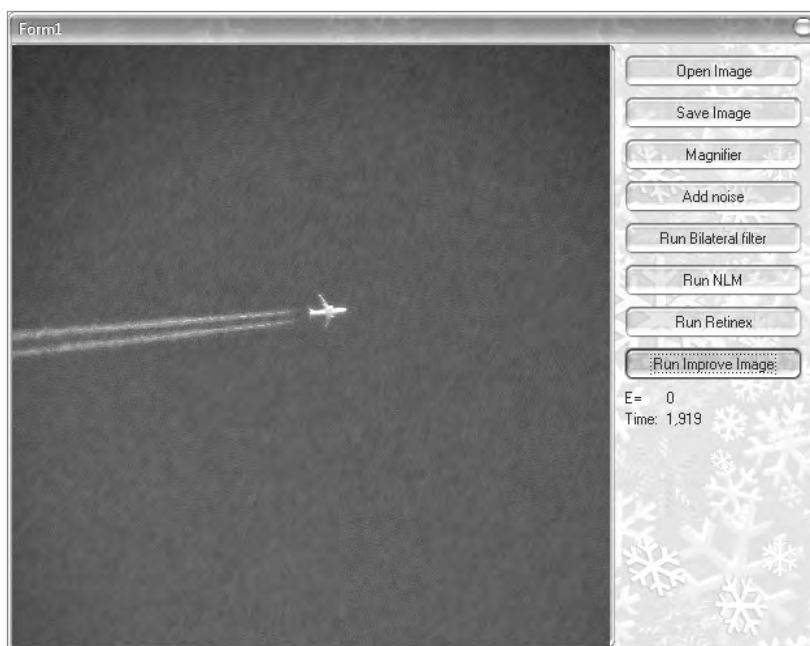 Form1
Open Image
Save Image
Magnifier
Add noise
Run Bilateral filter
Run NLM
Run Retinex
Run Improve Image
E= 0
Time: 1,919